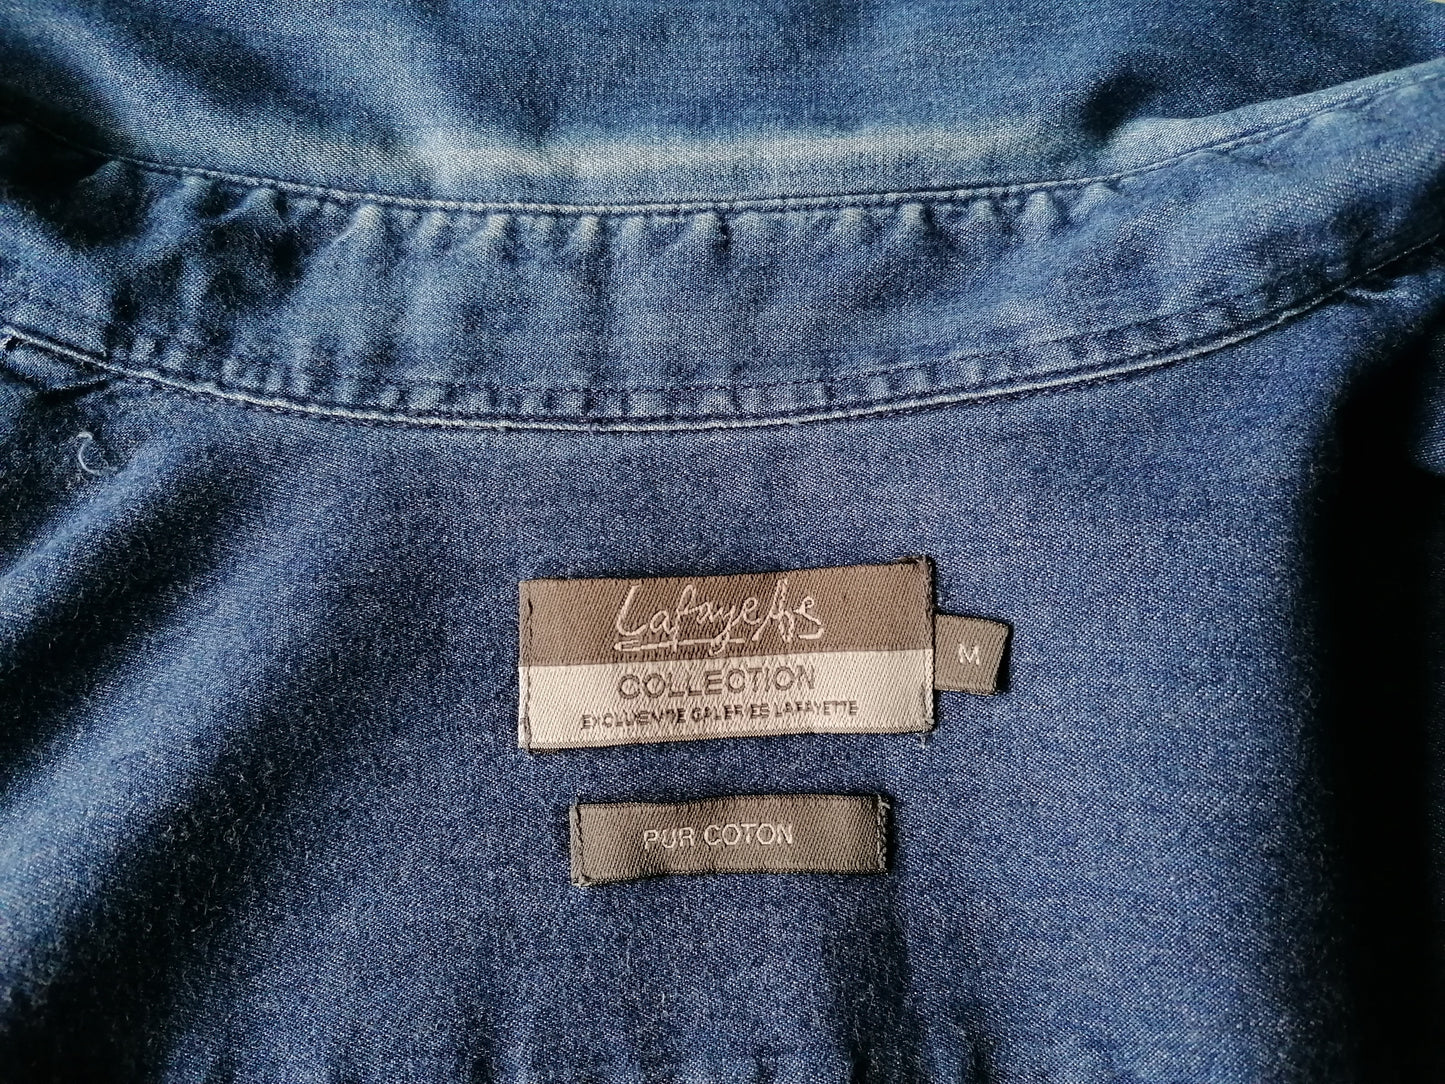 Lafayette
COLLECTION
EXCLUSIVITE GALERIES LAFAYETTE
M
PUR COTON